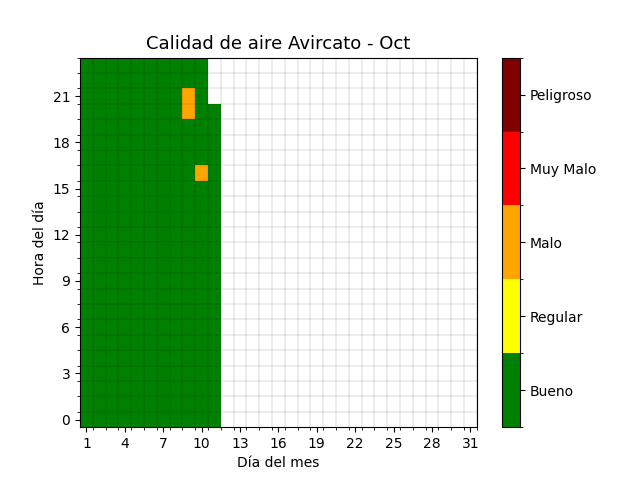 Calidad de aire Avircato - Oct
Hora del día
21
18
15
12
9
6
3
0
1 4 7 10 13 16 19 22 25 28 31
Día del mes
Peligroso
Muy Malo
Malo
Regular
Bueno